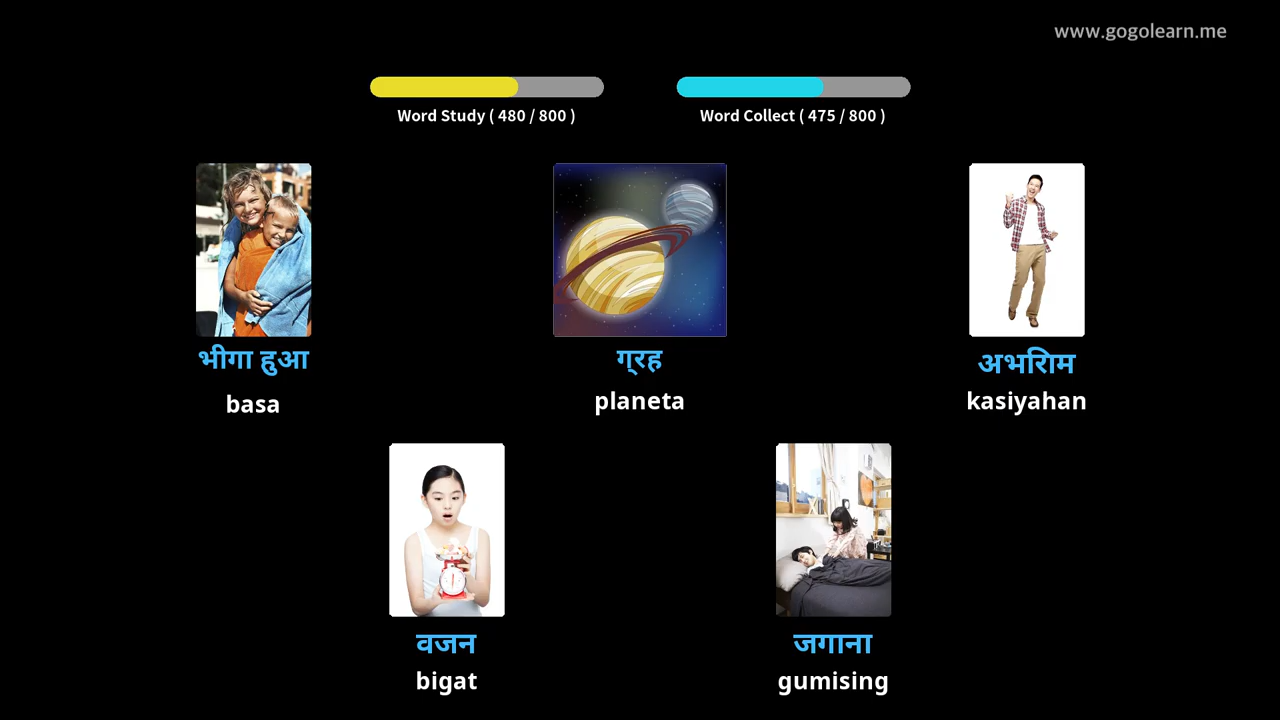 www.gogolearn.me
Word Study ( 480 / 800 )
Word Collect ( 475 / 800 )
भीगा हुआ
ग्रह
अभिराम
basa
planeta
kasiyahan
वजन
जगाना
bigat
gumising